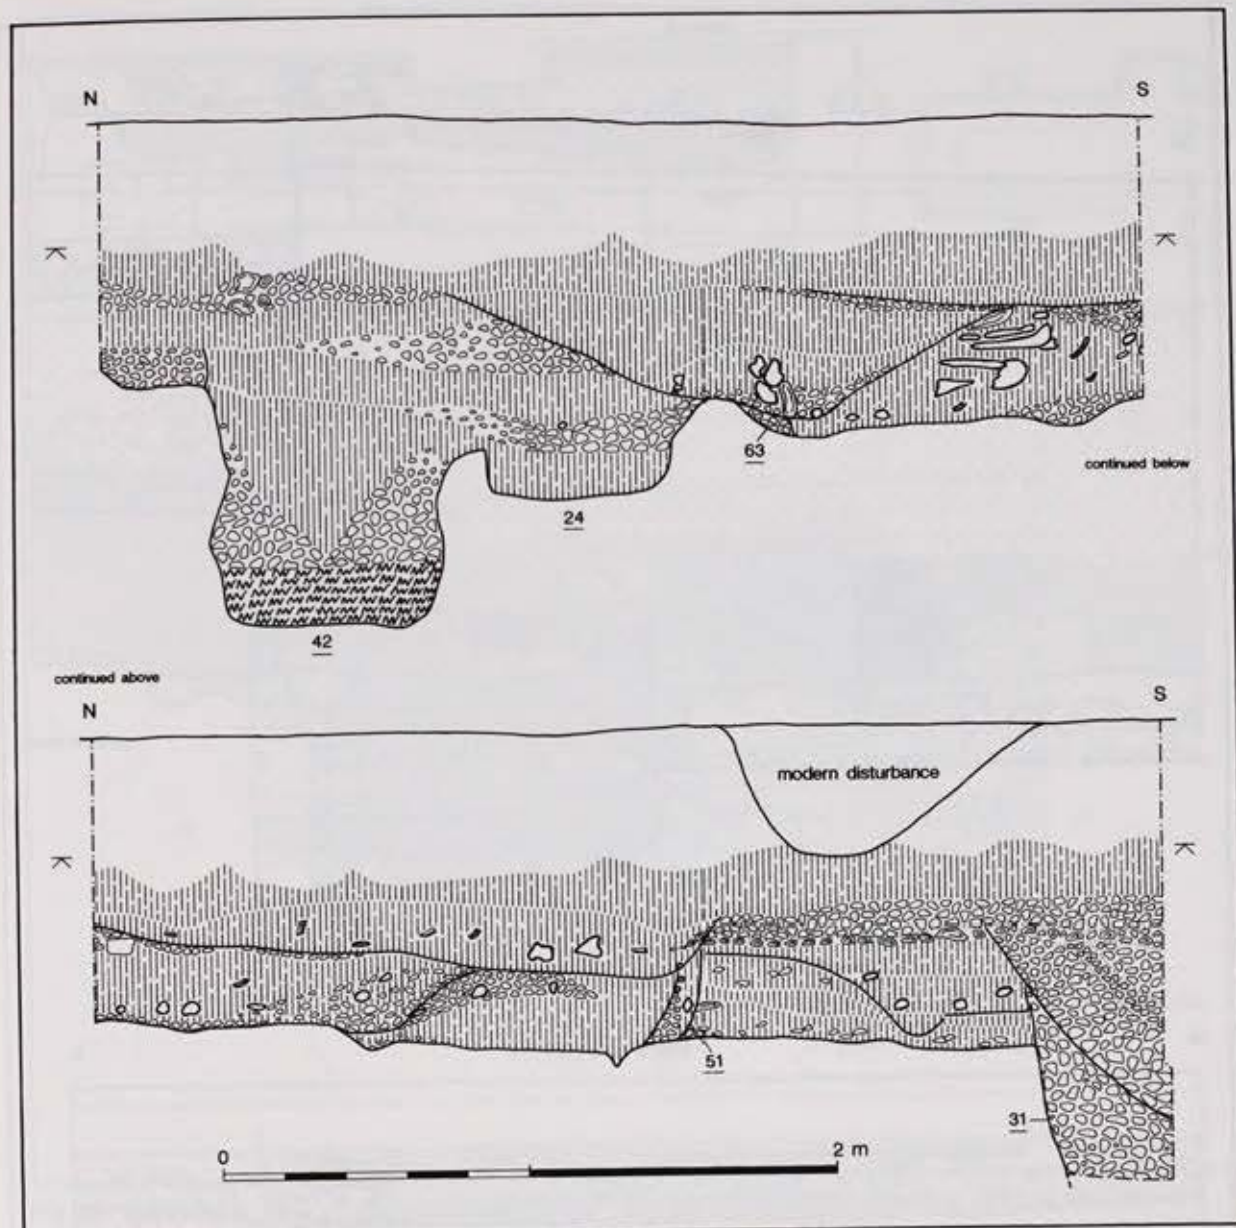 N
S
K
K
63
continued below
24
42
continued above
N
S
modern disturbance
K
K
51
31
0
2 m